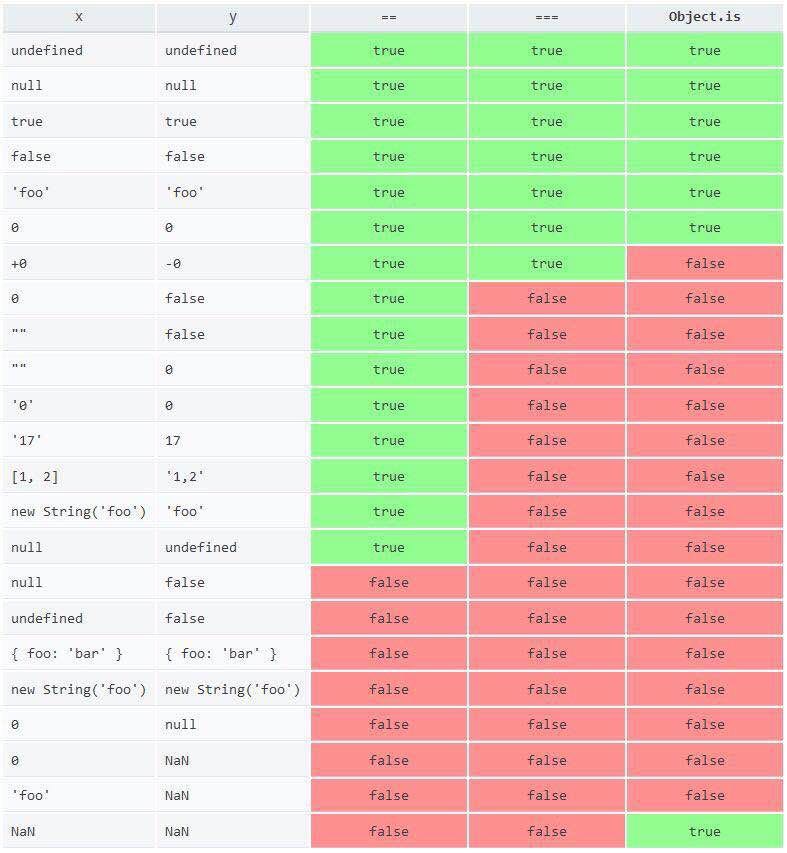 x y == === Object.is
undefined undefined true true true
null null true true true
true true true true true
false false true true true
'foo' 'foo' true true true
0 0 true true true
+0 -0 true true false
0 false true false false
"" false true false false
"" 0 true false false
'0' 0 true false false
'17' 17 true false false
[1, 2] '1,2' true false false
new String('foo') 'foo' true false false
null undefined true false false
null false false false false
undefined false false false false
{ foo: 'bar' } { foo: 'bar' } false false false
new String('foo') new String('foo') false false false
0 null false false false
0 NaN false false false
'foo' NaN false false false
NaN NaN false false true